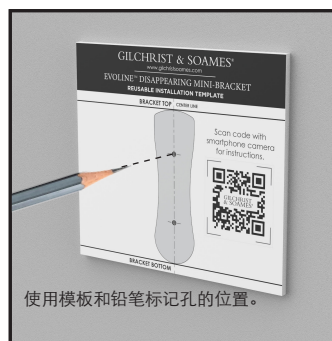 GILCHRIST & SOAMES®
www.gilchristsoames.com
EVOLINE™ DISAPPEARING MINI-BRACKET
REUSABLE INSTALLATION TEMPLATE
BRACKET TOP CENTER LINE
Scan code with
smartphone camera
for instructions.
GILCHRIST
& SOAMES
BRACKET BOTTOM
使用模板和铅笔标记孔的位置。